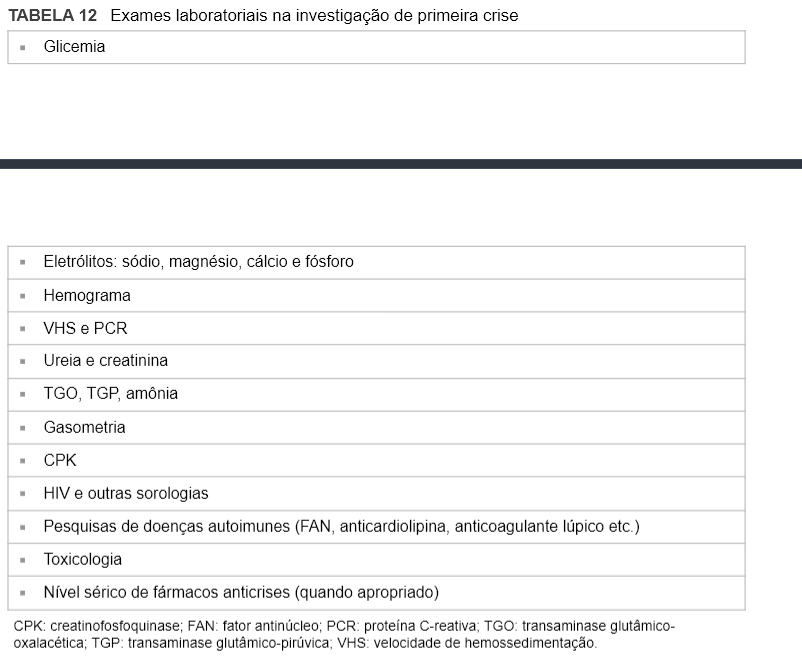 TABELA 12 Exames laboratoriais na investigação de primeira crise
▪ Glicemia
▪ Eletrólitos: sódio, magnésio, cálcio e fósforo
▪ Hemograma
▪ VHS e PCR
▪ Ureia e creatinina
▪ TGO, TGP, amônia
▪ Gasometria
▪ CPK
▪ HIV e outras sorologias
▪ Pesquisas de doenças autoimunes (FAN, anticardiolipina, anticoagulante lúpico etc.)
▪ Toxicologia
▪ Nível sérico de fármacos anticrises (quando apropriado)
CPK: creatinofosfoquinase; FAN: fator antinúcleo; PCR: proteína C-reativa; TGO: transaminase glutâmico-
oxalacética; TGP: transaminase glutâmico-pirúvica; VHS: velocidade de hemossedimentação.